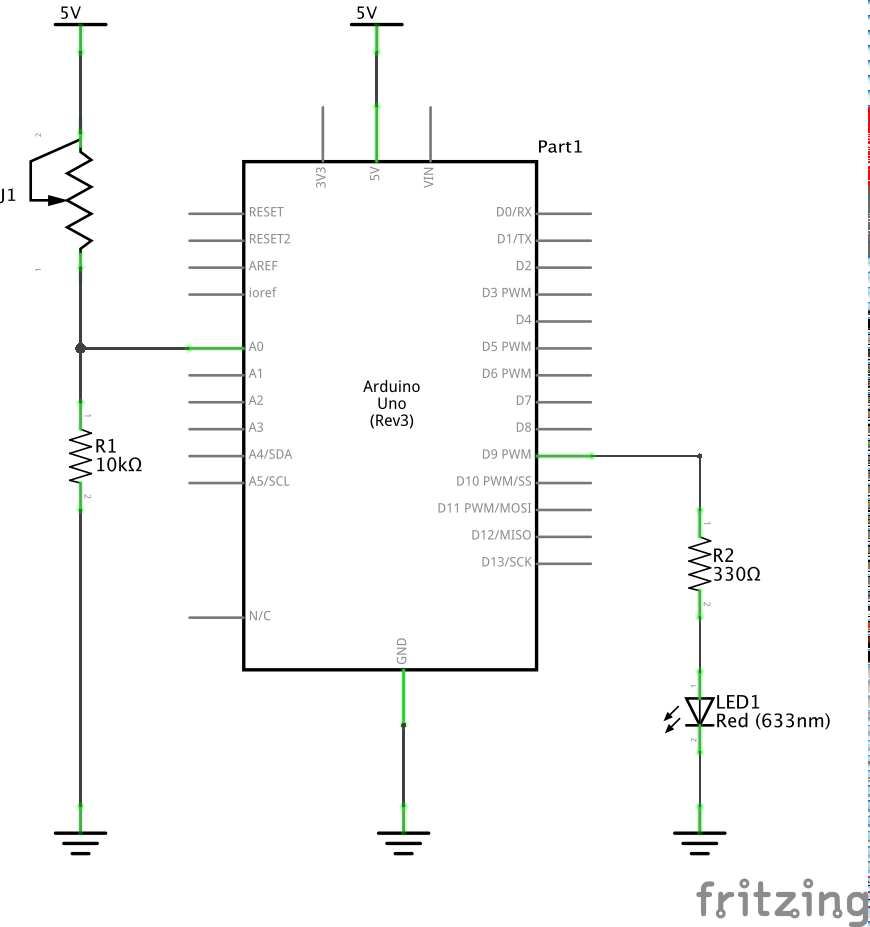 5V
5V
Part1
3V3
5V
VIN
2
J1
1
RESET
RESET2
AREF
ioref
A0
A1
A2
A3
A4/SDA
A5/SCL
N/C
Arduino
Uno
(Rev3)
D0/RX
D1/TX
D2
D3 PWM
D4
D5 PWM
D6 PWM
D7
D8
D9 PWM
D10 PWM/SS
D11 PWM/MOSI
D12/MISO
D13/SCK
GND
1
R1
10kΩ
2
1
R2
330Ω
2
1
LED1
Red (633nm)
2
fritzing